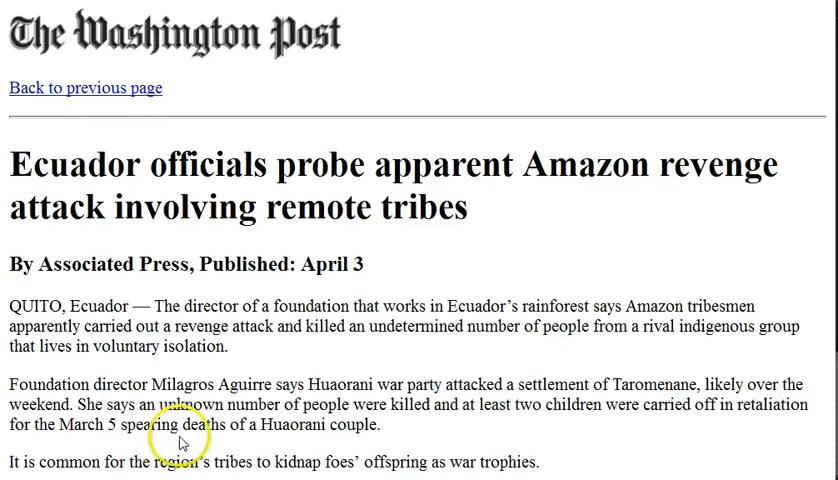 The Washington Post
Back to previous page
Ecuador officials probe apparent Amazon revenge
attack involving remote tribes
By Associated Press, Published: April 3
QUITO, Ecuador — The director of a foundation that works in Ecuador’s rainforest says Amazon tribesmen
apparently carried out a revenge attack and killed an undetermined number of people from a rival indigenous group
that lives in voluntary isolation.
Foundation director Milagros Aguirre says Huaorani war party attacked a settlement of Taromenane, likely over the
weekend. She says an unknown number of people were killed and at least two children were carried off in retaliation
for the March 5 spearing deaths of a Huaorani couple.
It is common for the region’s tribes to kidnap foes’ offspring as war trophies.